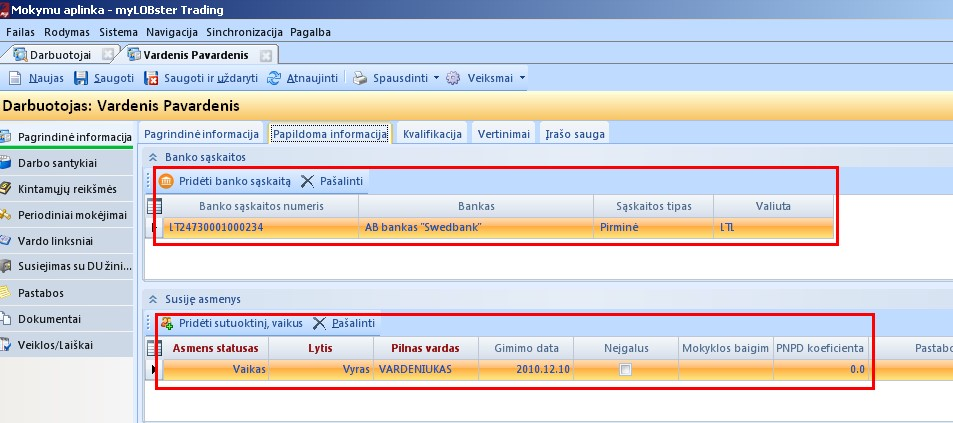 Mokymu aplinka - myLOBster Trading
Failas Rodymas Sistema Navigacija Sinchronizacija Pagalba
Darbuotojai Vardenis Pavardenis
Naujas Saugoti Saugoti ir uždaryti Atnaujinti Spausdinti Veiksmai
Darbuotojas: Vardenis Pavardenis
Pagrindinė informacija
Darbo santykiai
Kintamųjų reikšmės
Periodiniai mokėjimai
Vardo linksniai
Susiejimas su DU žini...
Pastabos
Dokumentai
Veiklos/Laiškai
Pagrindinė informacija Papildoma informacija Kvalifikacija Vertinimai Įrašo sauga
Banko sąskaitos
Pridėti banko sąskaitą Pašalinti
Banko sąskaitos numeris Bankas Sąskaitos tipas Valiuta
LT24730001000234 AB bankas "Swedbank" Pirminė LTL
Susiję asmenys
Pridėti sutuoktinį, vaikus Pašalinti
Asmens statusas Lytis Pilnas vardas Gimimo data Neįgalus Mokyklos baigim PNPD koeficienta Pastabo
Vaikas Vyras VARDENIUKAS 2010.12.10 0.0